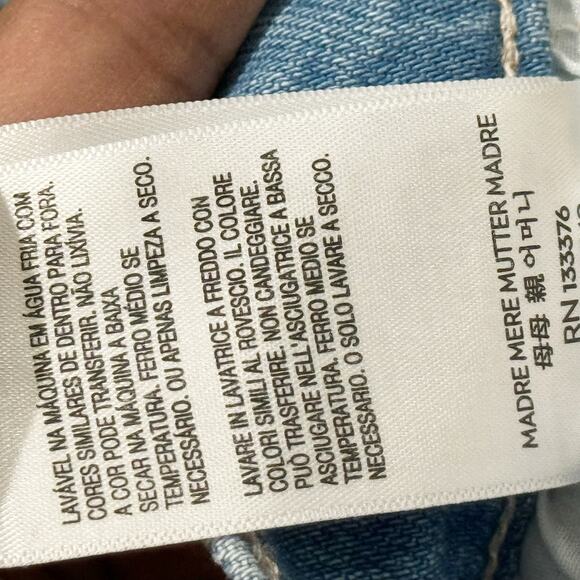 LAVÁVEL NA MÁQUINA EM ÁGUA FRIA COM
CORES SIMILARES DE DENTRO PARA FORA.
A COR PODE TRANSFERIR. NÃO LIXÍVIA.
SECAR NA MÁQUINA A BAIXA
TEMPERATURA. FERRO MÉDIO SE
NECESSÁRIO. OU APENAS LIMPEZA A SECO.
LAVARE IN LAVATRICE A FREDDO CON
COLORI SIMILI AL ROVESCIO. IL COLORE
PUÒ TRASFERIRE. NON CANDEGGIARE.
ASCIUGARE NELL'ASCIUGATRICE A BASSA
TEMPERATURA. FERRO MEDIO SE
NECESSARIO. O SOLO LAVARE A SECCO.
MADRE MERE MUTTER MADRE
母母 親 어머니
RN 133376